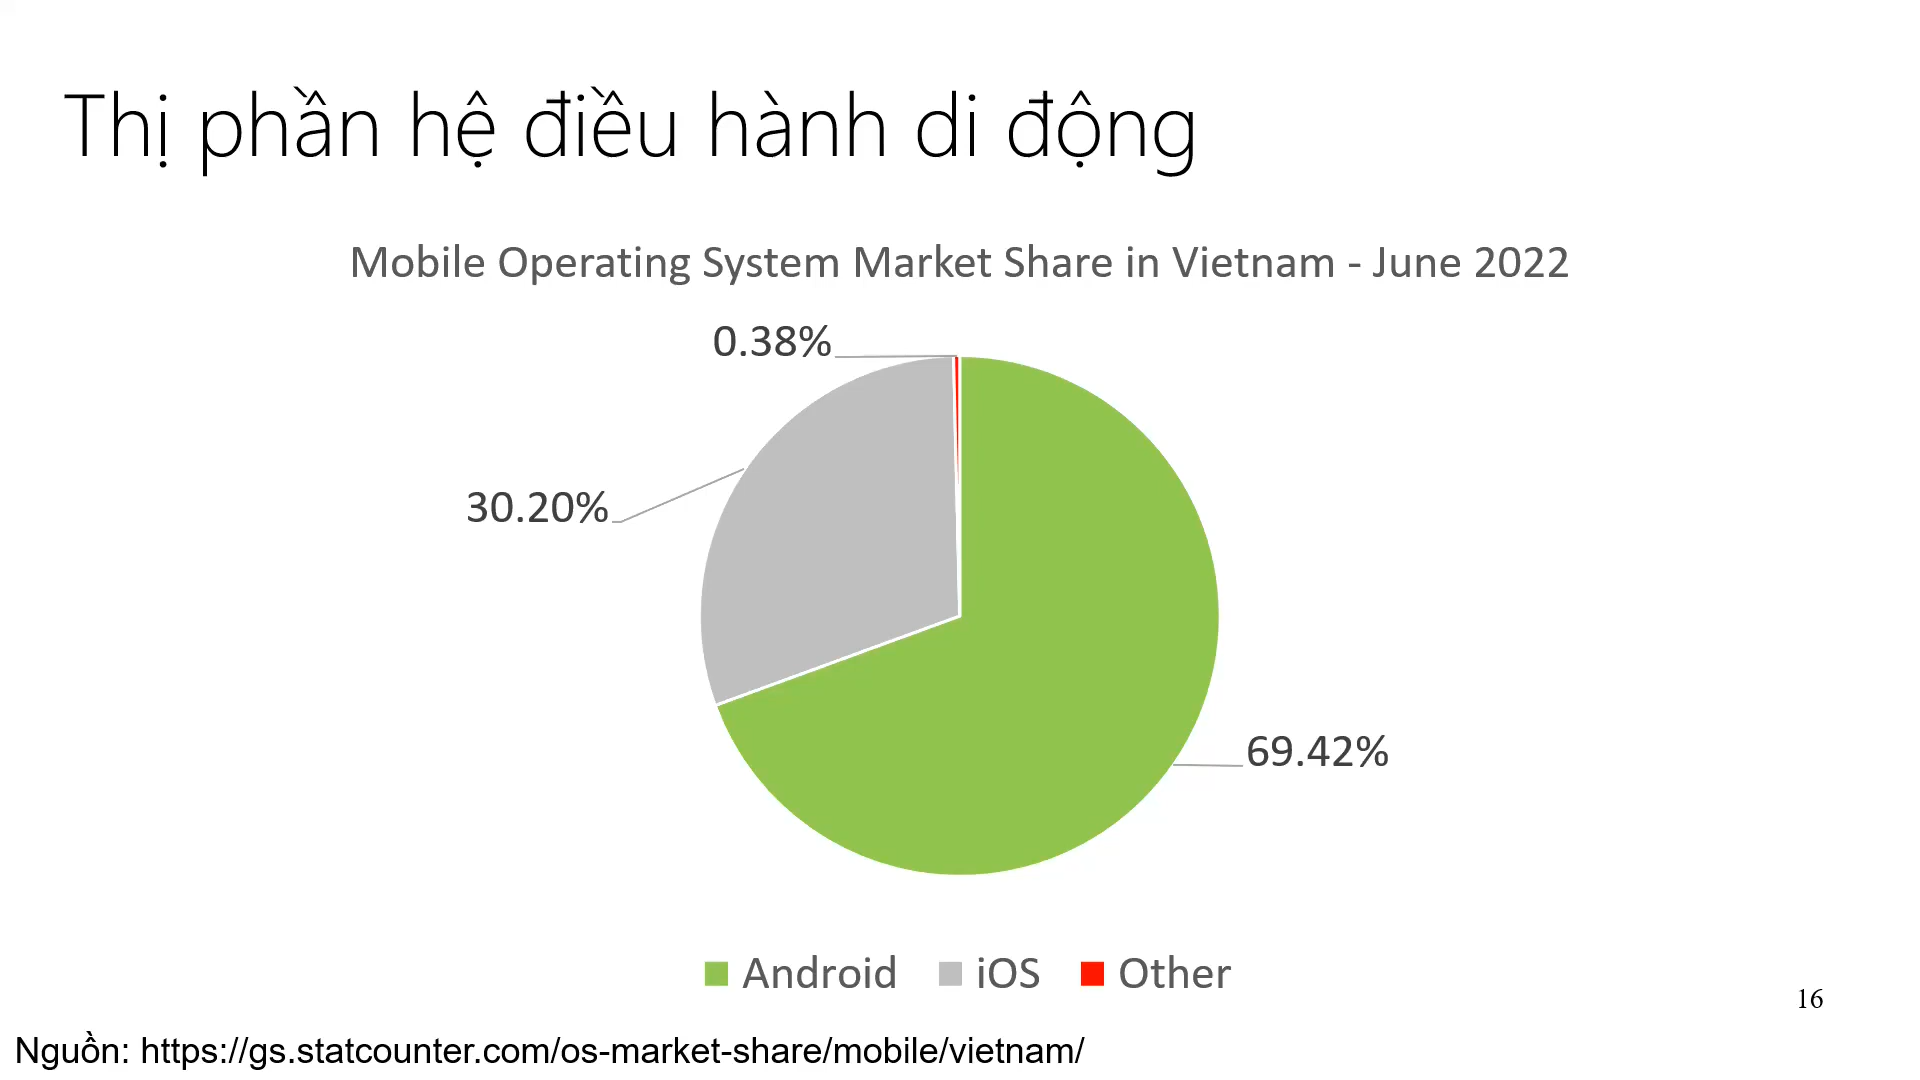 Thị phần hệ điều hành di động
Mobile Operating System Market Share in Vietnam - June 2022
0.38%
30.20%
69.42%
Android iOS Other
16
Nguồn: https://gs.statcounter.com/os-market-share/mobile/vietnam/